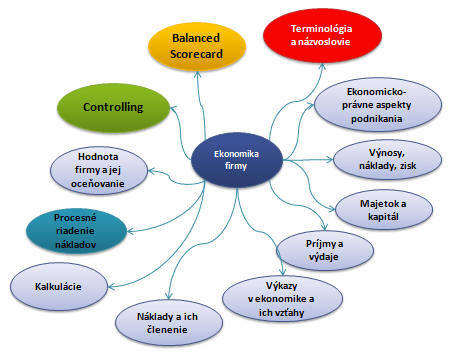 Balanced
Scorecard
Terminológia
a názvoslovie
Controlling
Ekonomicko-
právne aspekty
podnikania
Ekonomika
firmy
Hodnota
firmy a jej
oceňovanie
Výnosy,
náklady, zisk
Procesné
riadenie
nákladov
Majetok a
kapitál
Príjmy a
výdaje
Kalkulácie
Výkazy
v ekonomike a
ich vzťahy
Náklady a ich
členenie